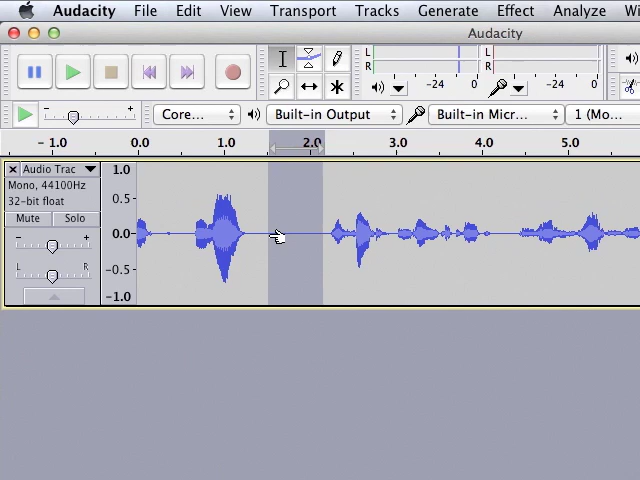 Audacity File Edit View Transport Tracks Generate Effect Analyze Wi
Audacity
L
R
-24 0
L
R
-24 0
Core... Built-in Output Built-in Micr... 1 (Mo...
- 1.0 0.0 1.0 2.0 3.0 4.0 5.0
Audio Trac
Mono, 44100Hz
32-bit float
Mute Solo
- +
L R
1.0
0.5
0.0
-0.5
-1.0